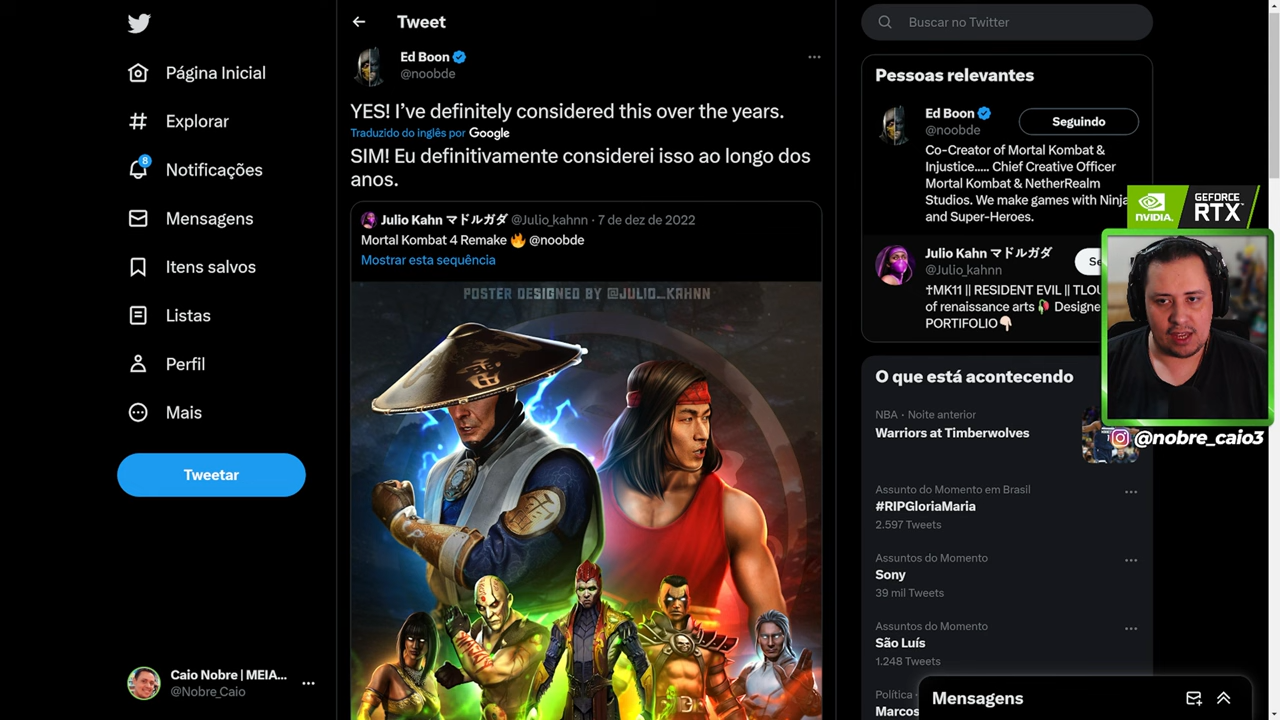 Página Inicial
Explorar
8
Notificações
Mensagens
Itens salvos
Listas
Perfil
Mais
Tweetar
Caio Nobre | MEIA...
@Nobre_Caio
Tweet
Ed Boon
@noobde
YES! I’ve definitely considered this over the years.
Traduzido do inglês por Google
SIM! Eu definitivamente considerei isso ao longo dos
anos.
Julio Kahn マドルガダ @Julio_kahnn · 7 de dez de 2022
Mortal Kombat 4 Remake 🔥 @noobde
Mostrar esta sequência
POSTER DESIGNED BY @JULIO_KAHNN
Buscar no Twitter
Pessoas relevantes
Ed Boon
@noobde
Seguindo
Co-Creator of Mortal Kombat &
Injustice..... Chief Creative Officer
Mortal Kombat & NetherRealm
Studios. We make games with Ninja
and Super-Heroes.
Julio Kahn マドルガダ
@Julio_kahnn
Se
†MK11 || RESIDENT EVIL || TLOU
of renaissance arts Designe
PORTIFOLIO👇🏻
NVIDIA.
GEFORCE
RTX
@nobre_caio3
O que está acontecendo
NBA · Noite anterior
Warriors at Timberwolves
Assunto do Momento em Brasil
#RIPGloriaMaria
2.597 Tweets
Assuntos do Momento
Sony
39 mil Tweets
Assuntos do Momento
São Luís
1.248 Tweets
Política ·
Marcos
Mensagens